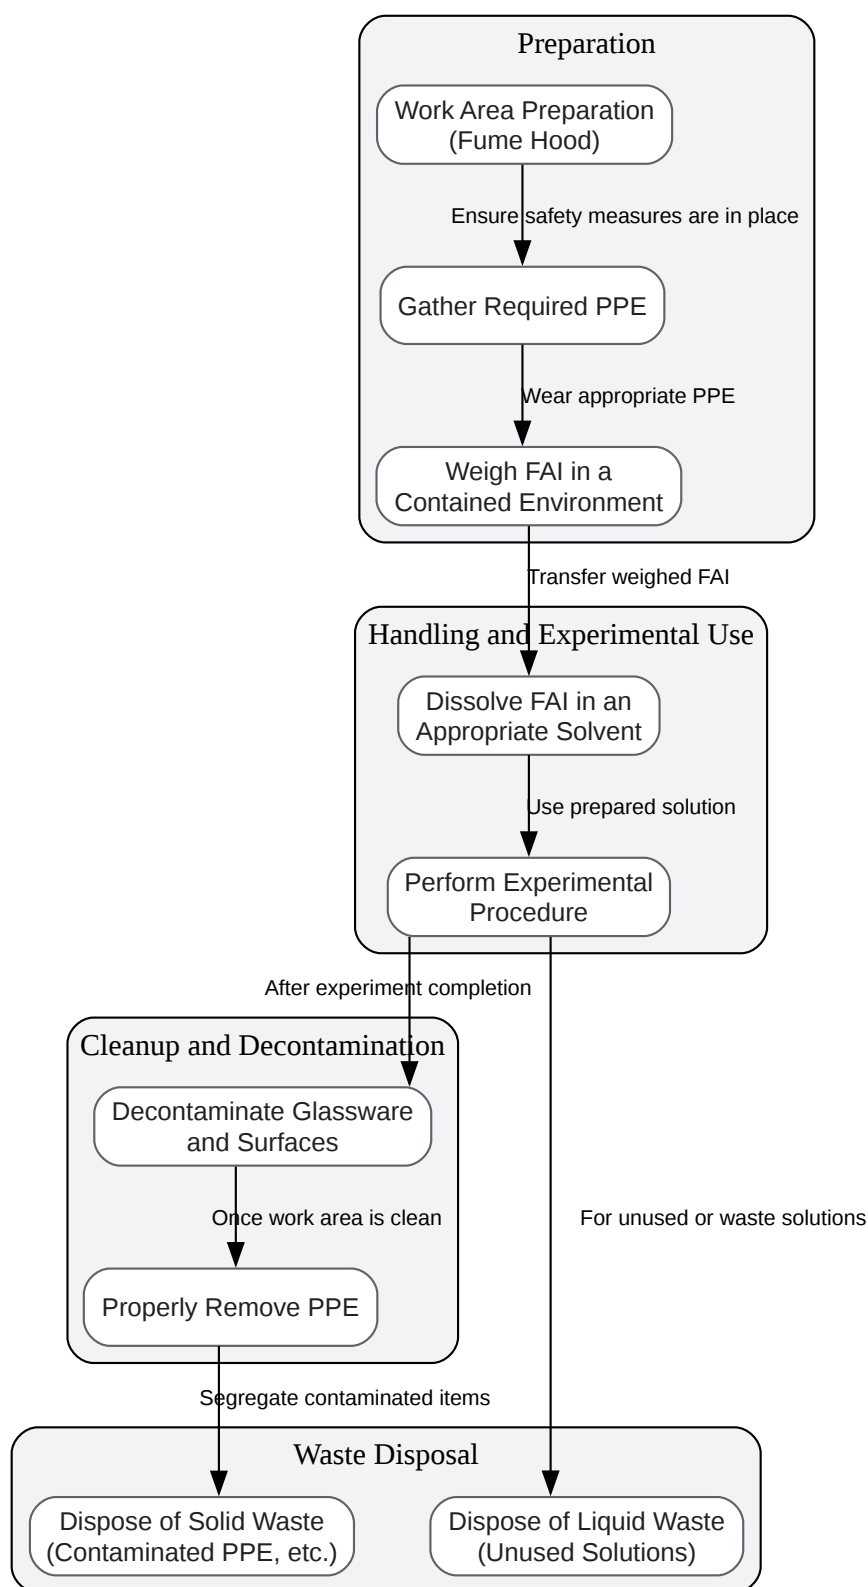 Preparation
Work Area Preparation
(Fume Hood)
Ensure safety measures are in place
Gather Required PPE
Wear appropriate PPE
Weigh FAI in a
Contained Environment
Transfer weighed FAI
Handling and Experimental Use
Dissolve FAI in an
Appropriate Solvent
Use prepared solution
Perform Experimental
Procedure
After experiment completion
Cleanup and Decontamination
Decontaminate Glassware
and Surfaces
Once work area is clean
For unused or waste solutions
Properly Remove PPE
Segregate contaminated items
Waste Disposal
Dispose of Solid Waste
(Contaminated PPE, etc.)
Dispose of Liquid Waste
(Unused Solutions)